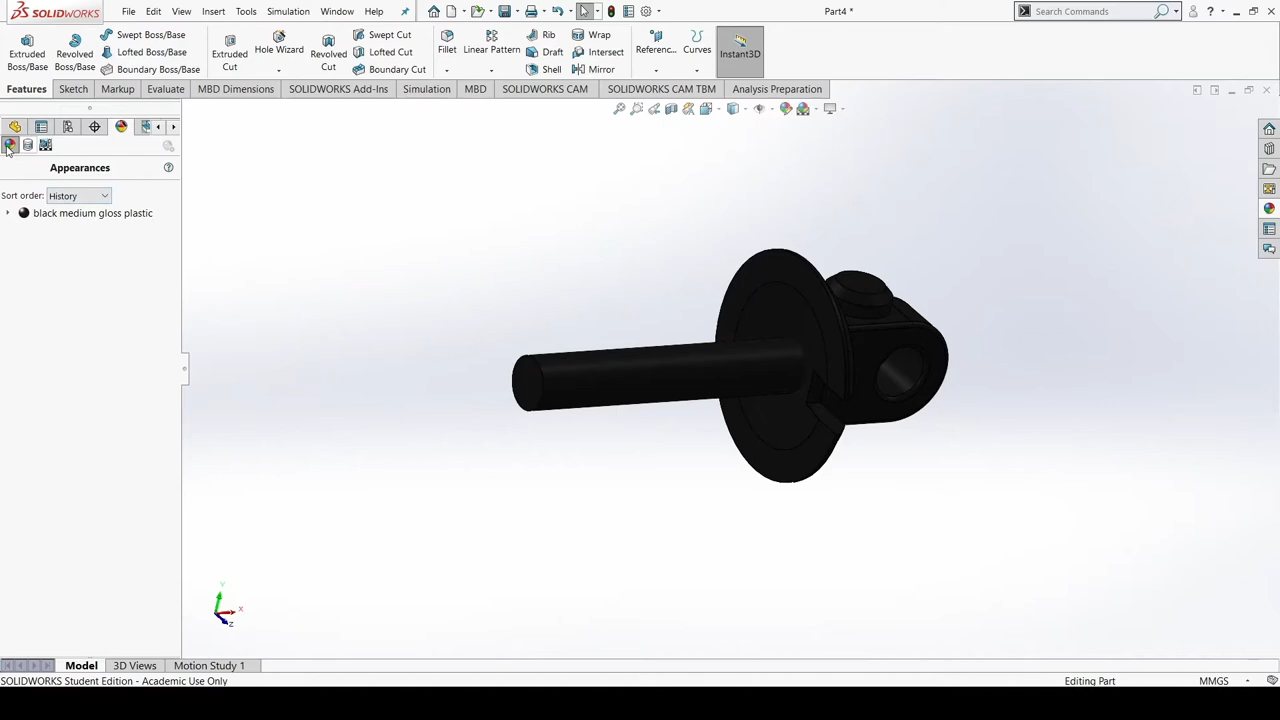 SOLIDWORKS File Edit View Insert Tools Simulation Window Help Part4 * Search Commands
Extruded Boss/Base
Revolved Boss/Base
Swept Boss/Base
Lofted Boss/Base
Boundary Boss/Base
Extruded Cut
Hole Wizard
Revolved Cut
Swept Cut
Lofted Cut
Boundary Cut
Fillet
Linear Pattern
Rib
Draft
Shell
Wrap
Intersect
Mirror
Referenc...
Curves
Instant3D
Features Sketch Markup Evaluate MBD Dimensions SOLIDWORKS Add-Ins Simulation MBD SOLIDWORKS CAM SOLIDWORKS CAM TBM Analysis Preparation
Appearances
Sort order: History
black medium gloss plastic
Y
X
Z
Model 3D Views Motion Study 1
SOLIDWORKS Student Edition - Academic Use Only Editing Part MMGS